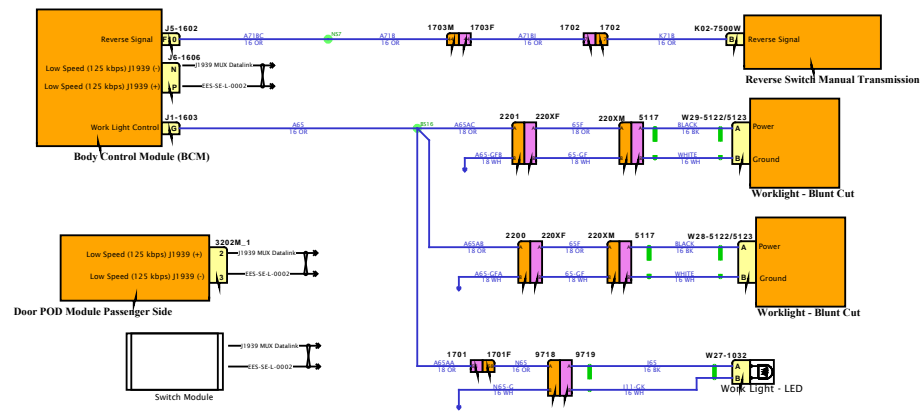 J5-1602
Reverse Signal
F10
A718C
16 OR
N57
A718
16 OR
1703M
1703F
A718J
16 OR
1702
1702
K718
16 OR
K02-7500W
B
Reverse Signal
Reverse Switch Manual Transmission
J6-1606
Low Speed (125 kbps) J1939 (-)
N
J1939 MUX Datalink
Low Speed (125 kbps) J1939 (+)
P
EES-SE-L-0002
J1-1603
Work Light Control
G
A65
16 OR
Body Control Module (BCM)
A65AC
18 OR
2201
220XF
65F
18 OR
220XM
5117
BLACK
16 BK
W29-5122/5123
A
Power
A65-GFB
18 WH
65-GF
18 WH
WHITE
16 WH
B
Ground
Worklight - Blunt Cut
3202M_1
Low Speed (125 kbps) J1939 (+)
2
J1939 MUX Datalink
Low Speed (125 kbps) J1939 (-)
3
EES-SE-L-0002
Door POD Module Passenger Side
A65AB
18 OR
2200
220XF
65F
18 OR
220XM
5117
BLACK
16 BK
W28-5122/5123
A
Power
A65-GFA
18 WH
65-GF
18 WH
WHITE
16 WH
B
Ground
Worklight - Blunt Cut
J1939 MUX Datalink
EES-SE-L-0002
Switch Module
A65AA
18 OR
1701
1701F
N65
16 OR
9718
9719
J65
16 BK
W27-1032
A
N65-G
16 WH
J11-GK
16 WH
B
Work Light - LED